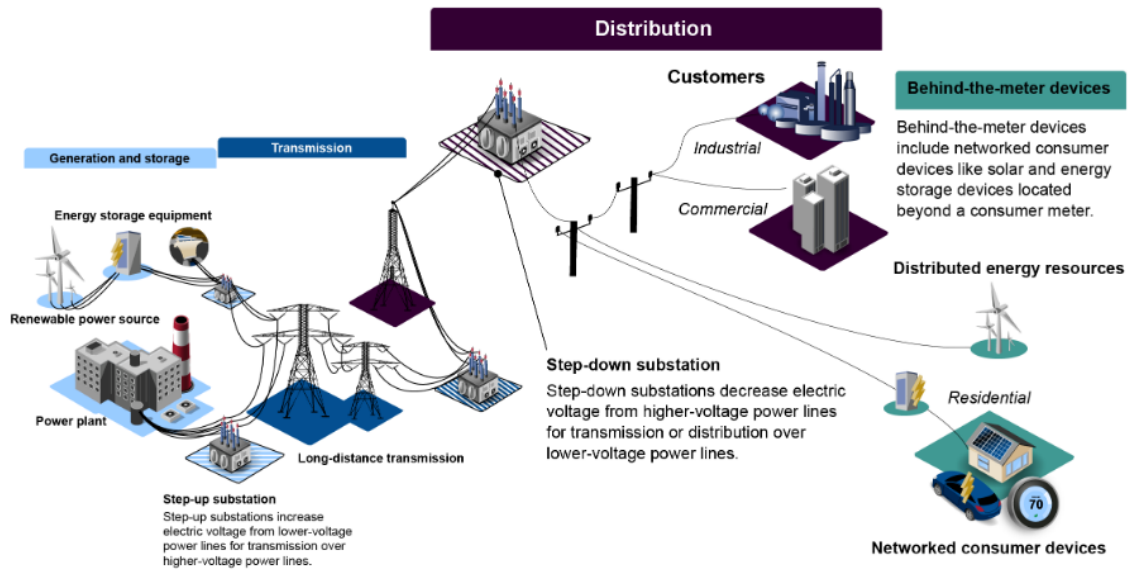 Distribution
Customers
Behind-the-meter devices
Behind-the-meter devices
include networked consumer
devices like solar and energy
storage devices located
beyond a consumer meter.
Industrial
Commercial
Generation and storage
Transmission
Energy storage equipment
Renewable power source
Power plant
Long-distance transmission
Step-up substation
Step-up substations increase
electric voltage from lower-voltage
power lines for transmission over
higher-voltage power lines.
Step-down substation
Step-down substations decrease electric
voltage from higher-voltage power lines
for transmission or distribution over
lower-voltage power lines.
Distributed energy resources
Residential
70
Networked consumer devices